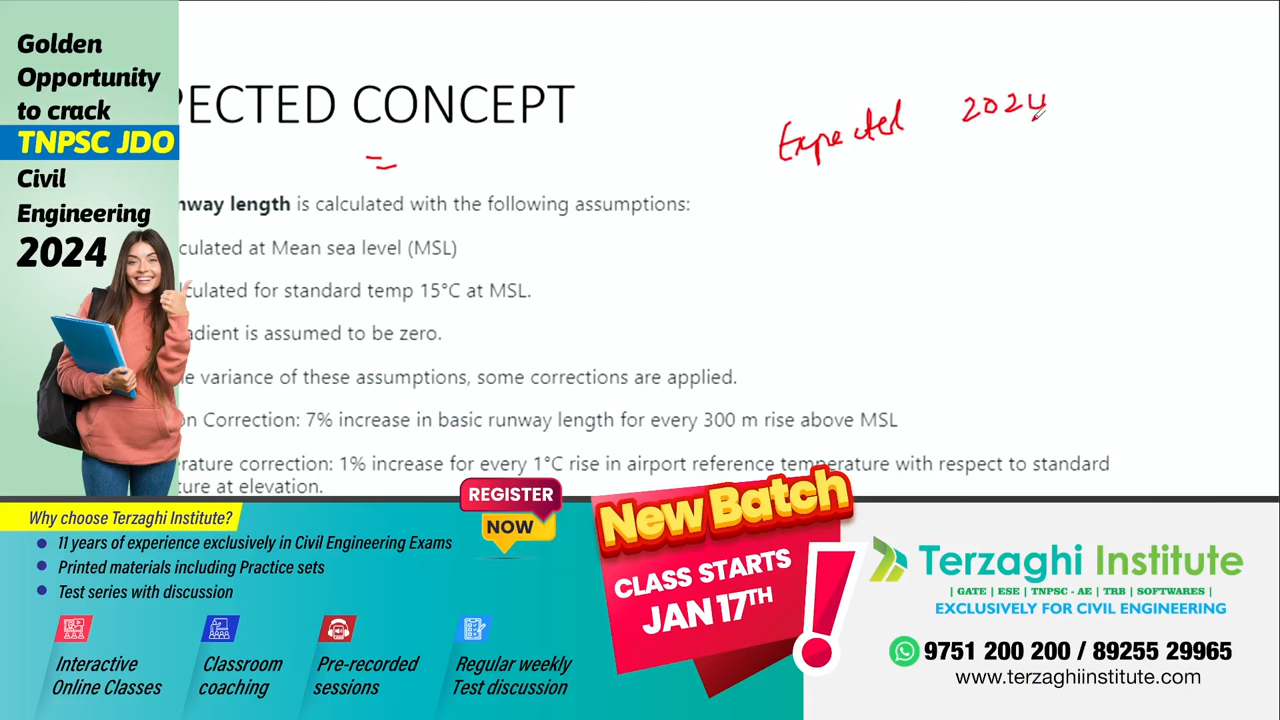 Golden
Opportunity
to crack
TNPSC JDO
Civil
Engineering
2024
PECTED CONCEPT
Expected 2024
nway length is calculated with the following assumptions:
culated at Mean sea level (MSL)
lculated for standard temp 15°C at MSL.
adient is assumed to be zero.
e variance of these assumptions, some corrections are applied.
on Correction: 7% increase in basic runway length for every 300 m rise above MSL
erature correction: 1% increase for every 1°C rise in airport reference temperature with respect to standard
ture at elevation.
Why choose Terzaghi Institute?
11 years of experience exclusively in Civil Engineering Exams
Printed materials including Practice sets
Test series with discussion
Interactive
Online Classes
Classroom
coaching
Pre-recorded
sessions
Regular weekly
Test discussion
REGISTER
NOW
New Batch
CLASS STARTS
JAN 17TH
Terzaghi Institute
| GATE | ESE | TNPSC - AE | TRB | SOFTWARES |
EXCLUSIVELY FOR CIVIL ENGINEERING
9751 200 200 / 89255 29965
www.terzaghiinstitute.com